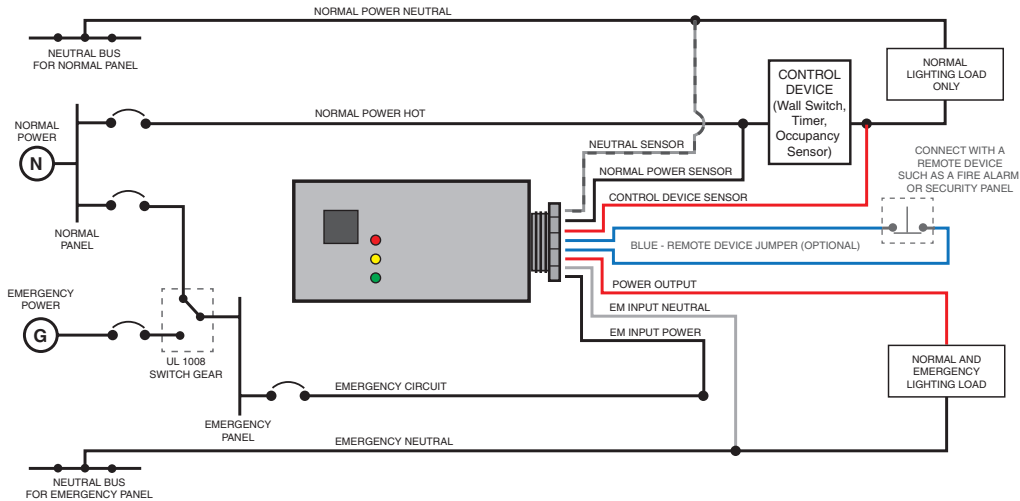 NORMAL POWER NEUTRAL
NEUTRAL BUS
FOR NORMAL PANEL
NORMAL
LIGHTING LOAD
ONLY
CONTROL
DEVICE
(Wall Switch,
Timer,
Occupancy
Sensor)
NORMAL POWER HOT
NORMAL
POWER
N
NEUTRAL SENSOR
CONNECT WITH A
REMOTE DEVICE
SUCH AS A FIRE ALARM
OR SECURITY PANEL
NORMAL POWER SENSOR
CONTROL DEVICE SENSOR
NORMAL
PANEL
BLUE - REMOTE DEVICE JUMPER (OPTIONAL)
POWER OUTPUT
EMERGENCY
POWER
G
EM INPUT NEUTRAL
EM INPUT POWER
UL 1008
SWITCH GEAR
NORMAL AND
EMERGENCY
LIGHTING LOAD
EMERGENCY CIRCUIT
EMERGENCY
PANEL
EMERGENCY NEUTRAL
NEUTRAL BUS
FOR EMERGENCY PANEL